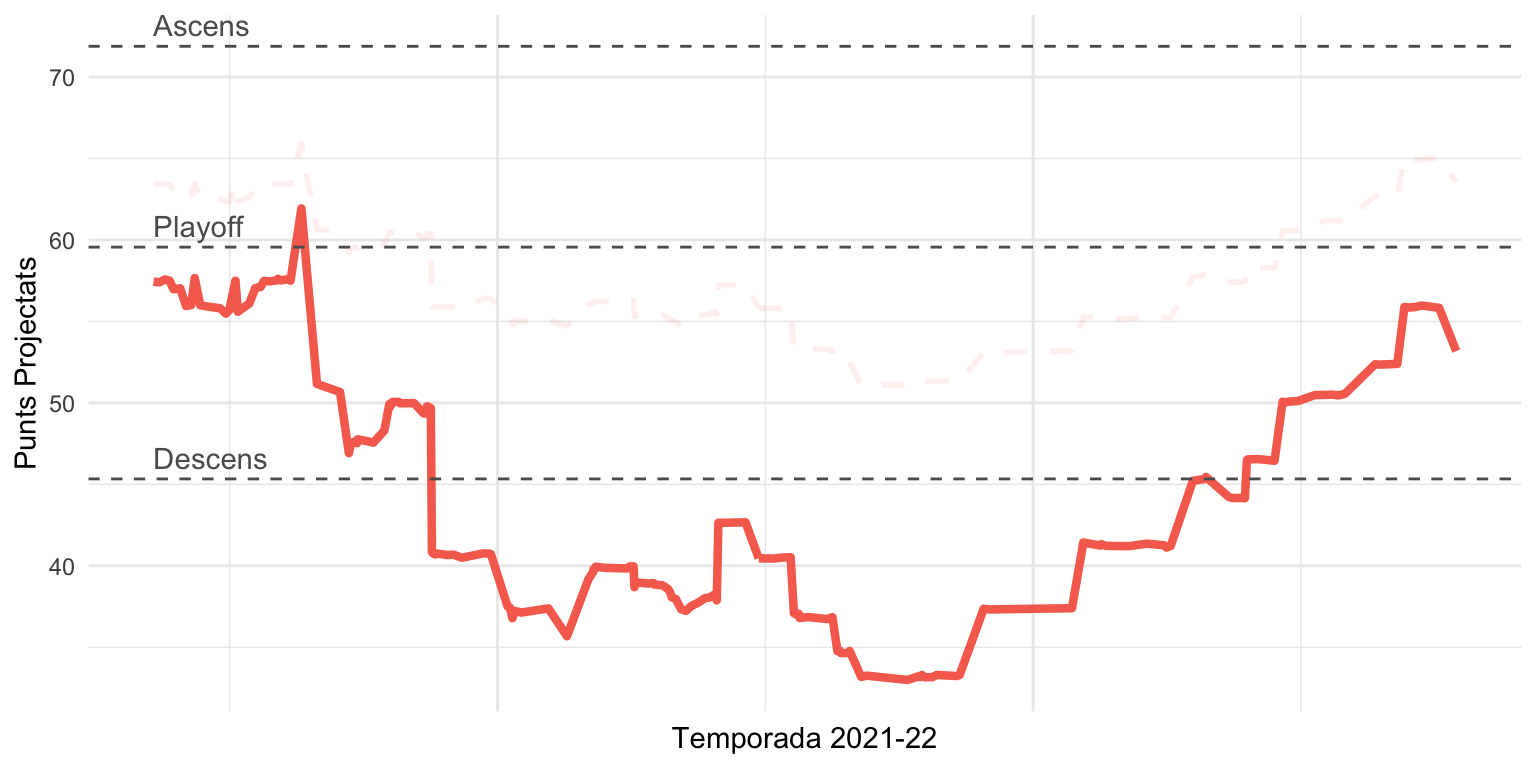 Ascens
70
Playoff
60
50
Descens
40
Punts Projectats
Temporada 2021-22